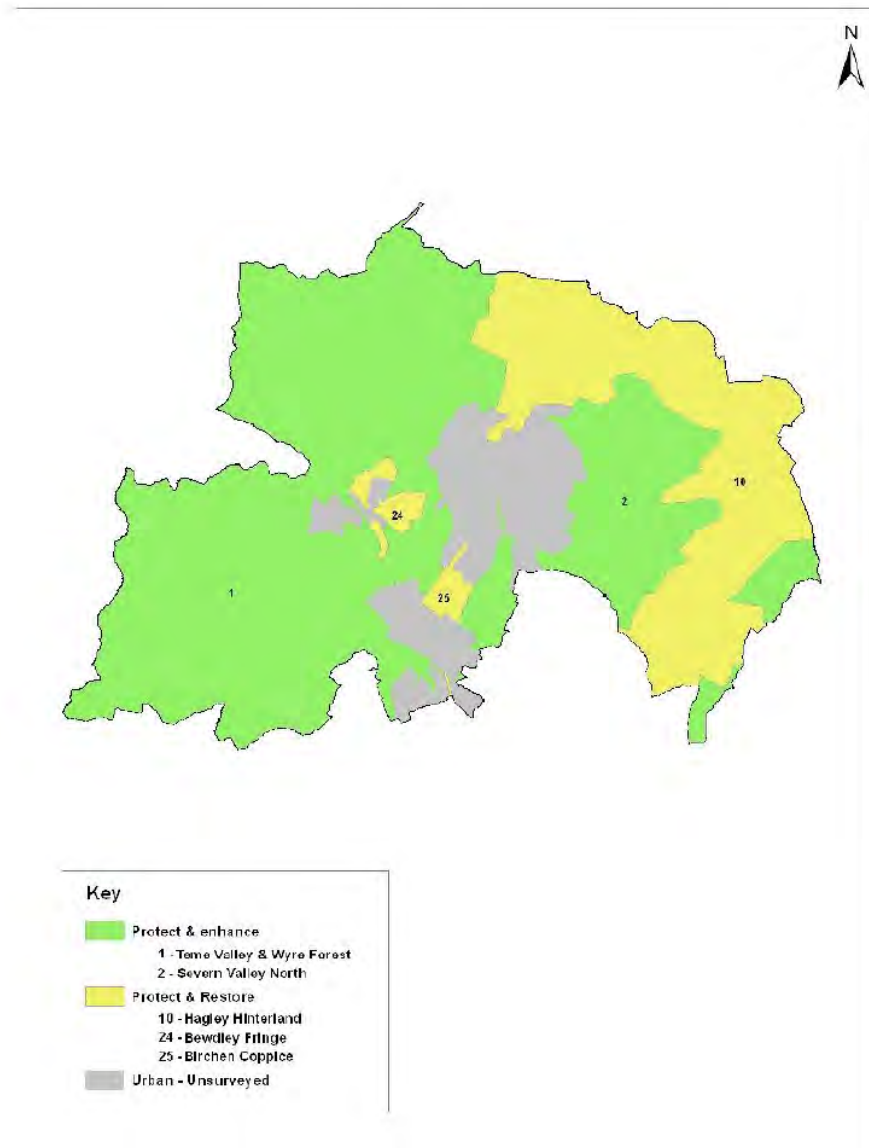 N
10
2
24
1
25
Key
Protect & enhance
1 - Teme Valley & Wyre Forest
2 - Severn Valley North
Protect & Restore
10 - Hagley Hinterland
24 - Bewdley Fringe
25 - Birchen Coppice
Urban - Unsurveyed